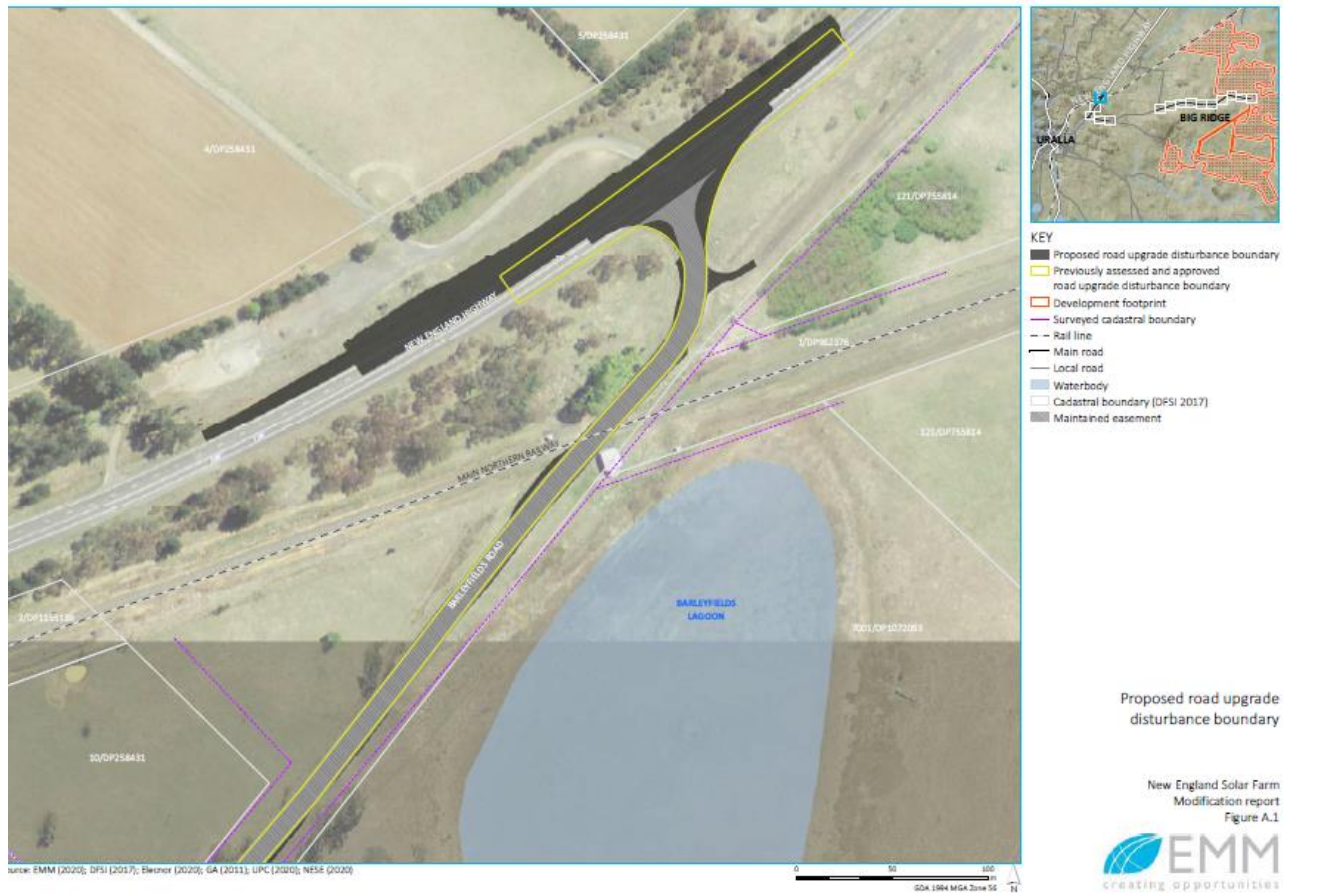 5/DP258431
4/DP258431
121/DP755814
NEW ENGLAND HIGHWAY
1/DP962376
121/DP755814
MAIN NORTHERN RAILWAY
BARLEYFIELDS ROAD
BARLEYFIELDS
LAGOON
7001/DP1072053
10/DP258431
URALLA
BIG RIDGE
KEY
Proposed road upgrade disturbance boundary
Previously assessed and approved
road upgrade disturbance boundary
Development footprint
Surveyed cadastral boundary
Rail line
Main road
Local road
Waterbody
Cadastral boundary (DFSI 2017)
Maintained easement
Proposed road upgrade
disturbance boundary
New England Solar Farm
Modification report
Figure A.1
EMM
creating opportunities
urce: EMM (2020); DFSI (2017); Elecnor (2020); GA (2011); UPC (2020); NESE (2020)
0 50 100
m
GDA 1994 MGA Zone 56
N